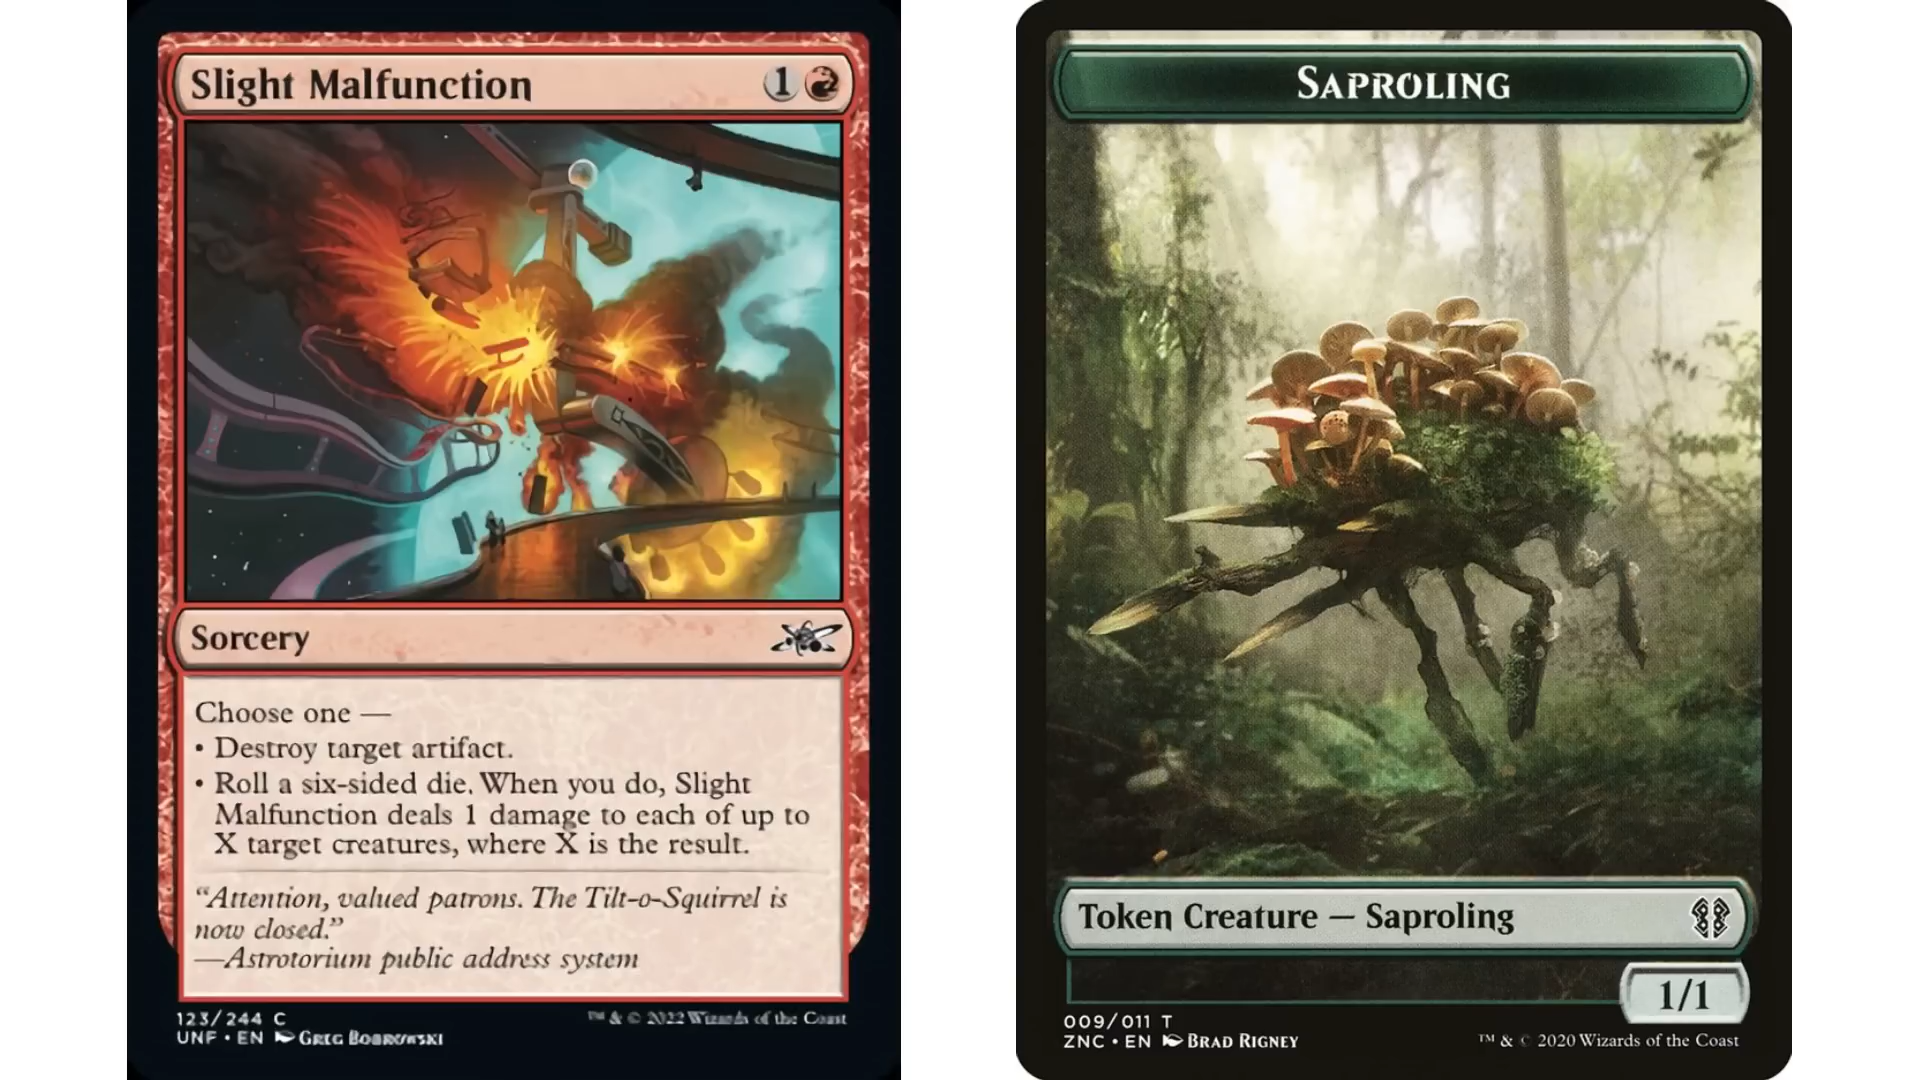 Slight Malfunction
1
Sorcery
Choose one —
• Destroy target artifact.
• Roll a six-sided die. When you do, Slight
Malfunction deals 1 damage to each of up to
X target creatures, where X is the result.
“Attention, valued patrons. The Tilt-o-Squirrel is
now closed.”
—Astrotorium public address system
123/244 C
UNF • EN Greg Bobrowski
™ & © 2022 Wizards of the Coast
Saproling
Token Creature — Saproling
1/1
009/011 T
ZNC • EN Brad Rigney
™ & © 2020 Wizards of the Coast